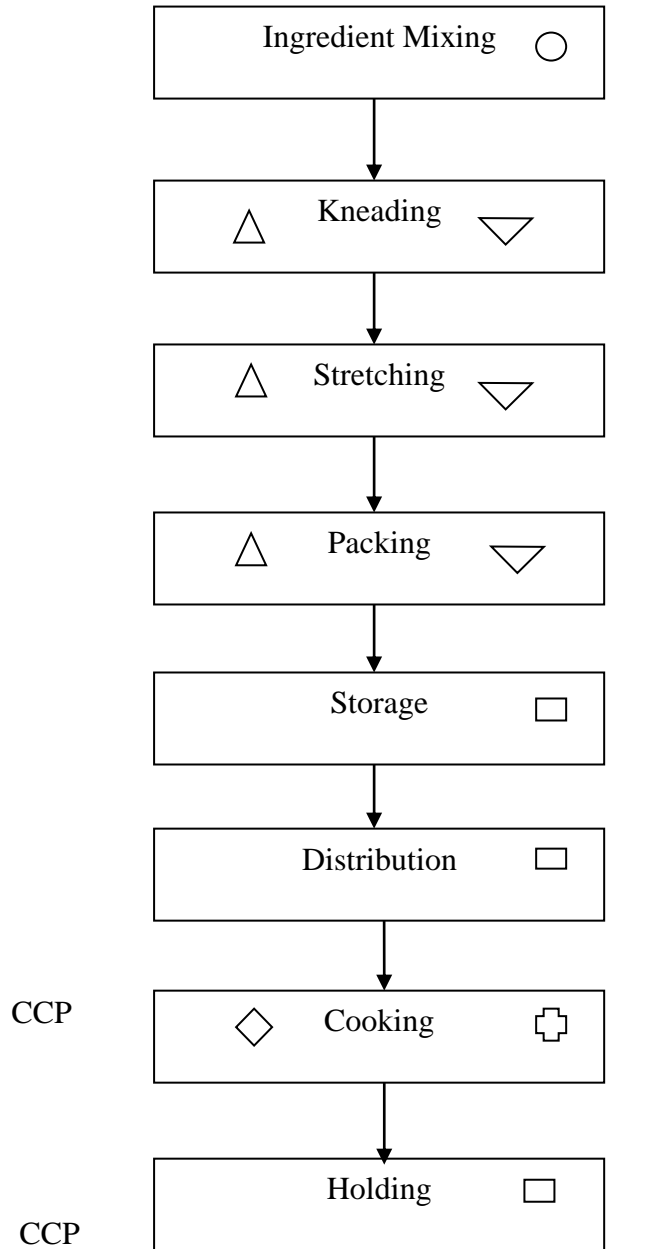 Ingredient Mixing
Kneading
Stretching
Packing
Storage
Distribution
CCP
Cooking
Holding
CCP